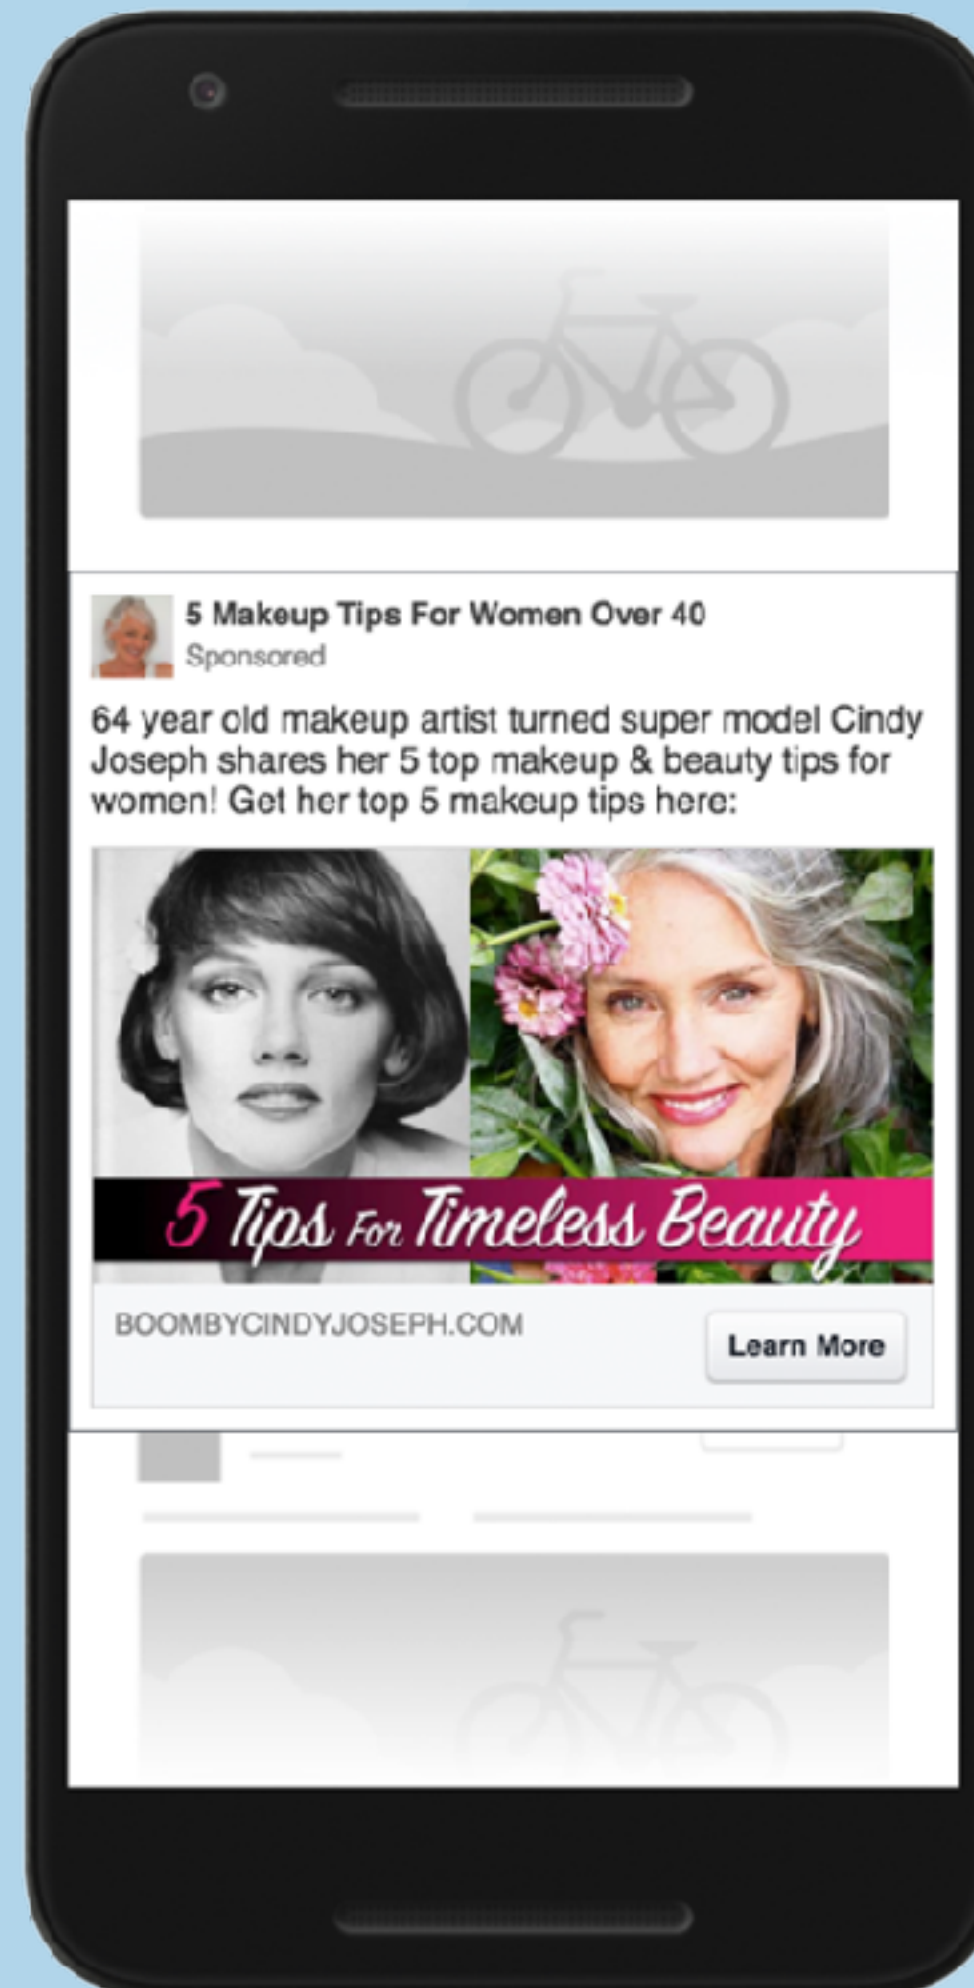 5 Makeup Tips For Women Over 40
Sponsored
64 year old makeup artist turned super model Cindy
Joseph shares her 5 top makeup & beauty tips for
women! Get her top 5 makeup tips here:
5 Tips For Timeless Beauty
BOOMBYCINDYJOSEPH.COM
Learn More